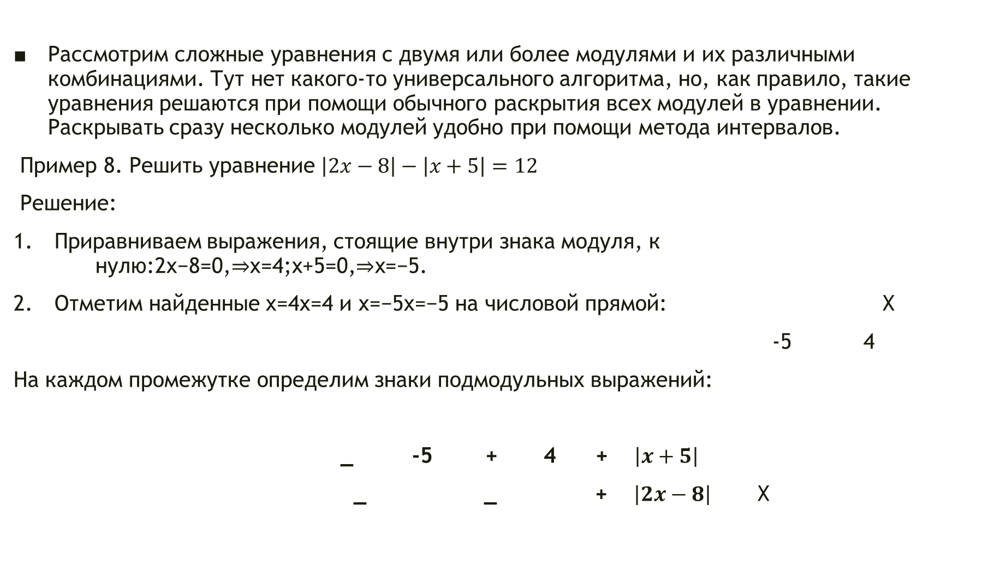 ▪ Рассмотрим сложные уравнения с двумя или более модулями и их различными
комбинациями. Тут нет какого-то универсального алгоритма, но, как правило, такие
уравнения решаются при помощи обычного раскрытия всех модулей в уравнении.
Раскрывать сразу несколько модулей удобно при помощи метода интервалов.
Пример 8. Решить уравнение |2x − 8| − |x + 5| = 12
Решение:
1. Приравниваем выражения, стоящие внутри знака модуля, к
нулю:2x−8=0,⇒x=4;x+5=0,⇒x=−5.
2. Отметим найденные x=4x=4 и x=−5x=−5 на числовой прямой: X
-5 4
На каждом промежутке определим знаки подмодульных выражений:
_ -5 + 4 + |x + 5|
_ _ + |2x − 8| X